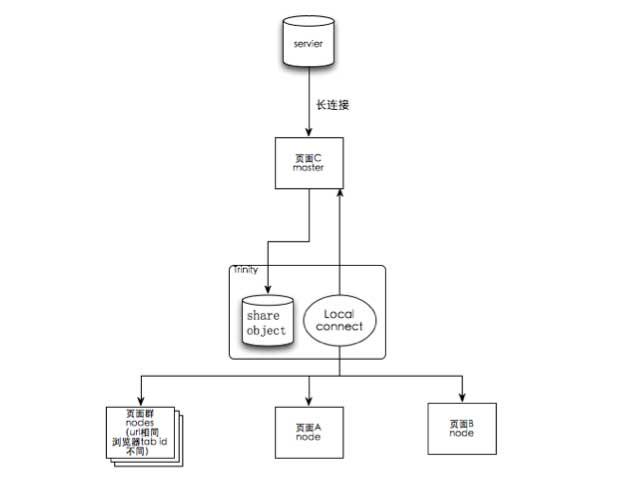 servier
长连接
页面C
master
Trinity
share
object
Local
connect
页面群
nodes
(url相同
浏览器tab id
不同)
页面A
node
页面B
node